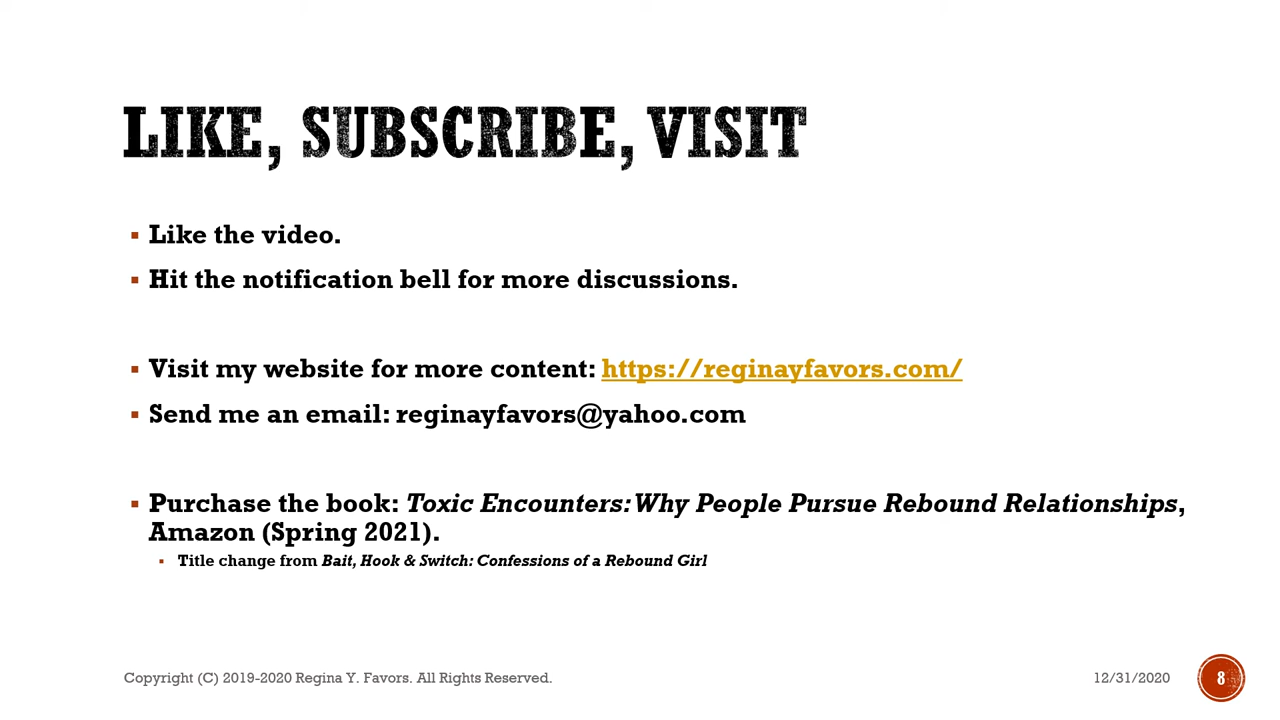 LIKE, SUBSCRIBE, VISIT
▪ Like the video.
▪ Hit the notification bell for more discussions.
▪ Visit my website for more content: https://reginayfavors.com/
▪ Send me an email: reginayfavors@yahoo.com
▪ Purchase the book: Toxic Encounters: Why People Pursue Rebound Relationships,
Amazon (Spring 2021).
▪ Title change from Bait, Hook & Switch: Confessions of a Rebound Girl
Copyright (C) 2019-2020 Regina Y. Favors. All Rights Reserved.
12/31/2020
8